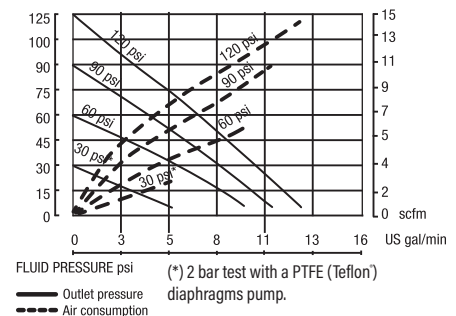 125
105
90
75
60
45
30
15
0
15
13
11
9
7
5
4
2
0 scfm
120 psi
90 psi
60 psi
30 psi*
120 psi
90 psi
60 psi
30 psi*
0 3 5 8 11 13 16 US gal/min
FLUID PRESSURE psi
Outlet pressure
Air consumption
(*) 2 bar test with a PTFE (Teflon®)
diaphragms pump.